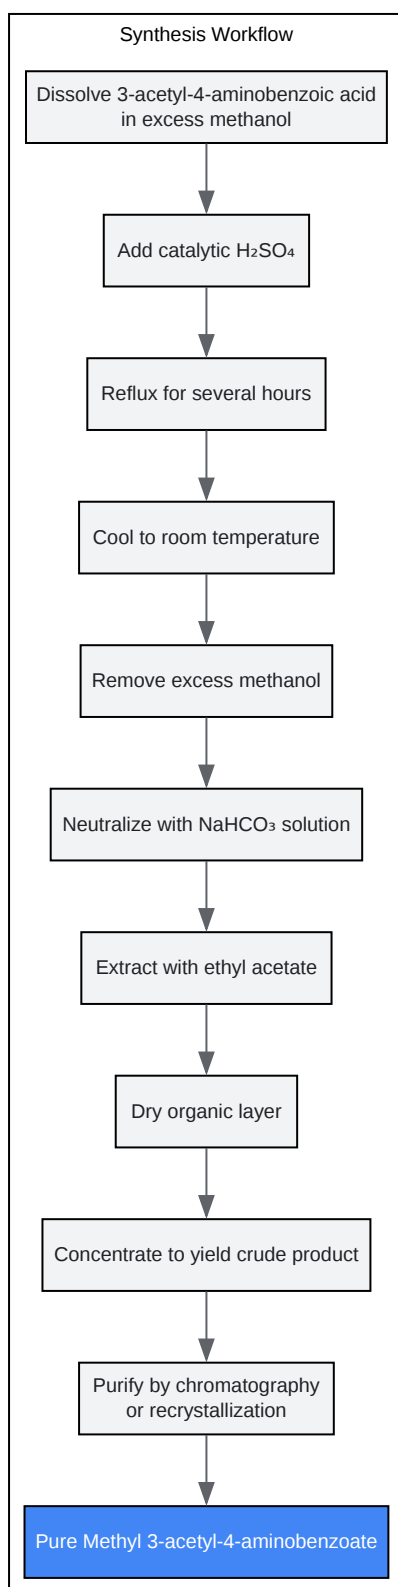 Synthesis Workflow
Dissolve 3-acetyl-4-aminobenzoic acid
in excess methanol
Add catalytic H₂SO₄
Reflux for several hours
Cool to room temperature
Remove excess methanol
Neutralize with NaHCO₃ solution
Extract with ethyl acetate
Dry organic layer
Concentrate to yield crude product
Purify by chromatography
or recrystallization
Pure Methyl 3-acetyl-4-aminobenzoate